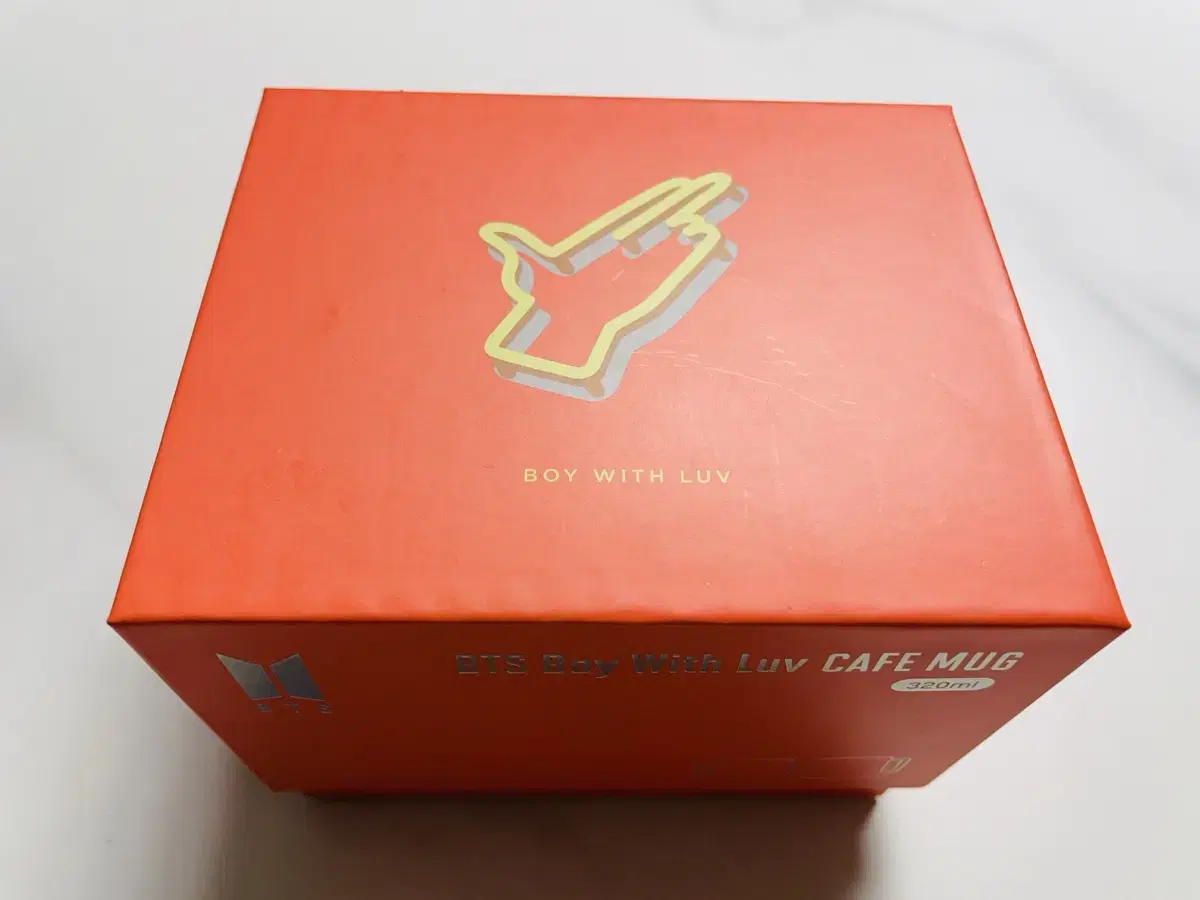 BOY WITH LUV
BTS Boy With Luv CAFE MUG
320ml
BTS